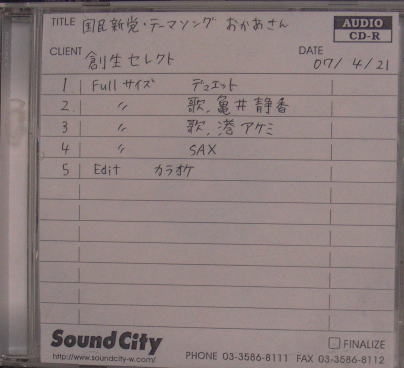 TITLE 国民新党・テーマソング おかあさん
AUDIO
CD-R
CLIENT 創生セレクト
DATE 07/4/21
1 Full サイズ デュエット
2. 〃 歌.亀井静香
3 〃 歌.港アケミ
4 〃 SAX
5 Edit カラオケ
Sound City
http://www.soundcity-w.com/
FINALIZE
PHONE 03-3586-8111 FAX 03-3586-8112